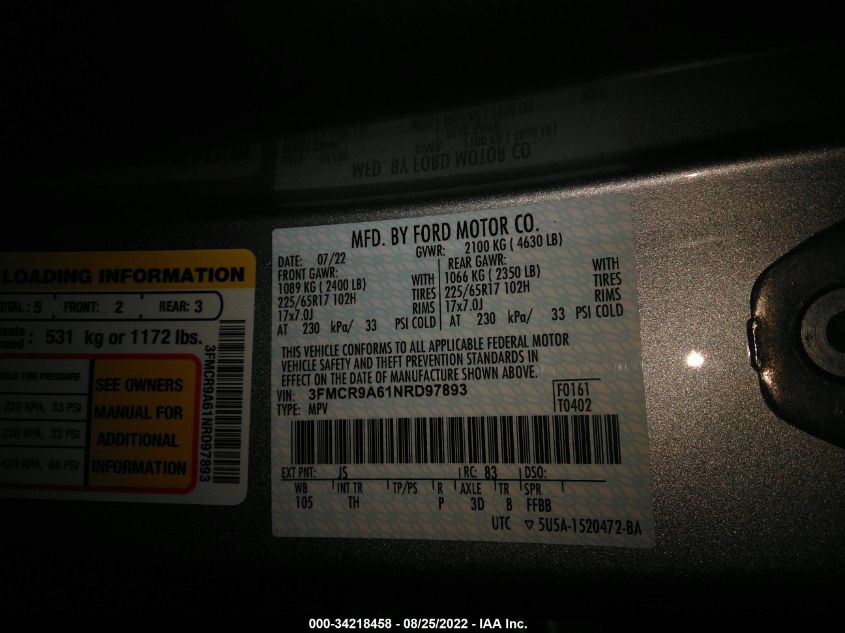 MFD. BY FORD MOTOR CO.
DATE: 07/22 GVWR: 2100 KG ( 4630 LB)
FRONT GAWR: REAR GAWR:
1089 KG ( 2400 LB) WITH 1066 KG ( 2350 LB) WITH
225/65R17 102H TIRES 225/65R17 102H TIRES
17x7.0J RIMS 17x7.0J RIMS
AT 230 kPa/ 33 PSI COLD AT 230 kPa/ 33 PSI COLD
THIS VEHICLE CONFORMS TO ALL APPLICABLE FEDERAL MOTOR
VEHICLE SAFETY AND THEFT PREVENTION STANDARDS IN
EFFECT ON THE DATE OF MANUFACTURE SHOWN ABOVE.
VIN: 3FMCR9A61NRD97893 F0161
TYPE: MPV T0402
EXT PNT: JS RC: 83 DSO:
WB INT TR TP/PS R AXLE TR SPR
105 TH P 3D 8 FFBB
UTC ▽ 5U5A-1520472-BA
LOADING INFORMATION
TOTAL: 5 FRONT: 2 REAR: 3
531 kg or 1172 lbs.
COLD TIRE PRESSURE
230 KPA, 33 PSI
230 KPA, 33 PSI
420 KPA, 60 PSI
SEE OWNERS
MANUAL FOR
ADDITIONAL
INFORMATION
3FMCR9A61NRD97893
000-34218458 - 08/25/2022 - IAA Inc.